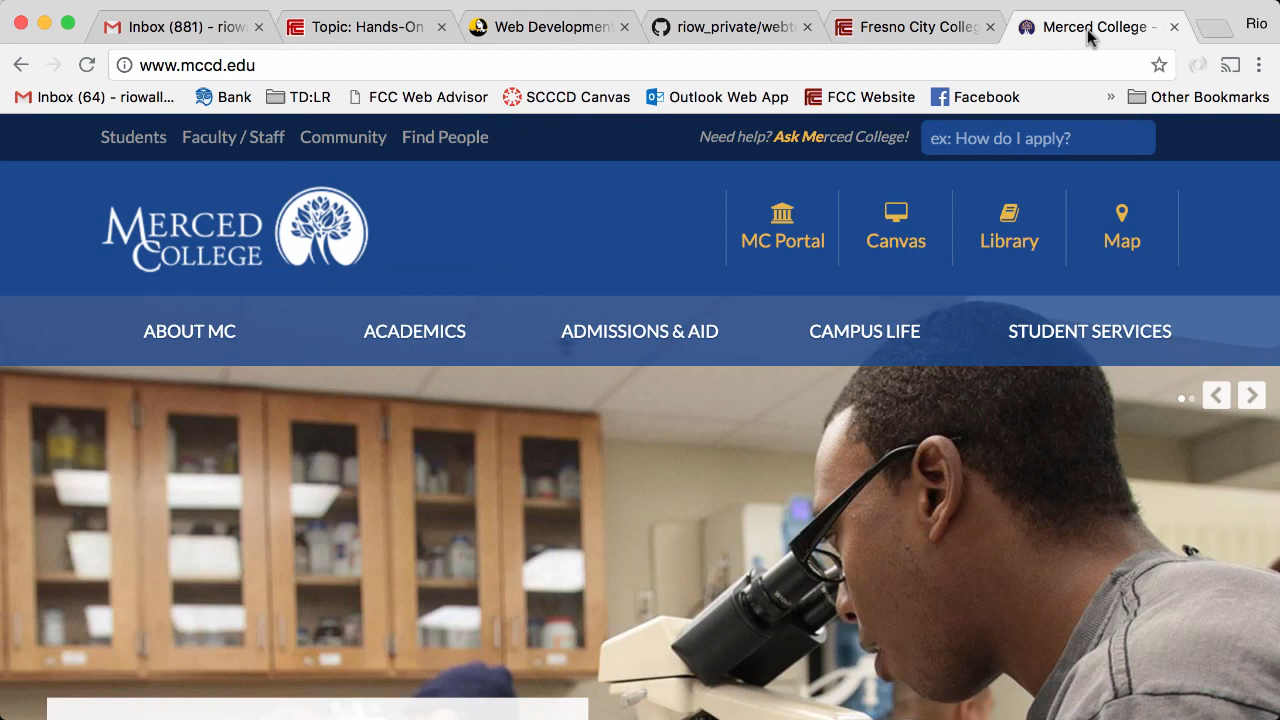 Inbox (881) - riow
Topic: Hands-On
Web Development
riow_private/webte
Fresno City Colleg
Merced College -
Rio
www.mccd.edu
Inbox (64) - riowall...
Bank
TD:LR
FCC Web Advisor
SCCCD Canvas
Outlook Web App
FCC Website
Facebook
»
Other Bookmarks
Students
Faculty / Staff
Community
Find People
Need help? Ask Merced College!
ex: How do I apply?
MERCED
COLLEGE
MC Portal
Canvas
Library
Map
ABOUT MC
ACADEMICS
ADMISSIONS & AID
CAMPUS LIFE
STUDENT SERVICES